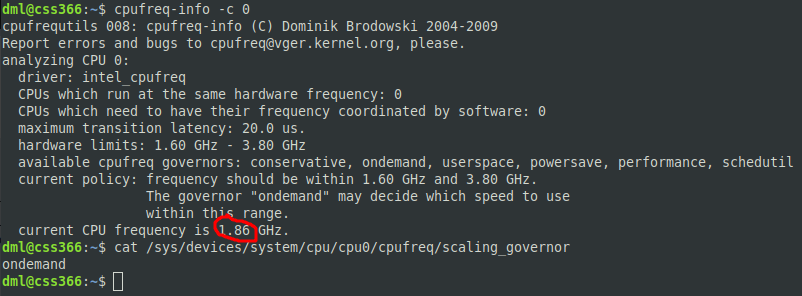 dml@css366:~$ cpufreq-info -c 0
cpufrequtils 008: cpufreq-info (C) Dominik Brodowski 2004-2009
Report errors and bugs to cpufreq@vger.kernel.org, please.
analyzing CPU 0:
  driver: intel_cpufreq
  CPUs which run at the same hardware frequency: 0
  CPUs which need to have their frequency coordinated by software: 0
  maximum transition latency: 20.0 us.
  hardware limits: 1.60 GHz - 3.80 GHz
  available cpufreq governors: conservative, ondemand, userspace, powersave, performance, schedutil
  current policy: frequency should be within 1.60 GHz and 3.80 GHz.
                  The governor "ondemand" may decide which speed to use
                  within this range.
  current CPU frequency is 1.86 GHz.
dml@css366:~$ cat /sys/devices/system/cpu/cpu0/cpufreq/scaling_governor
ondemand
dml@css366:~$